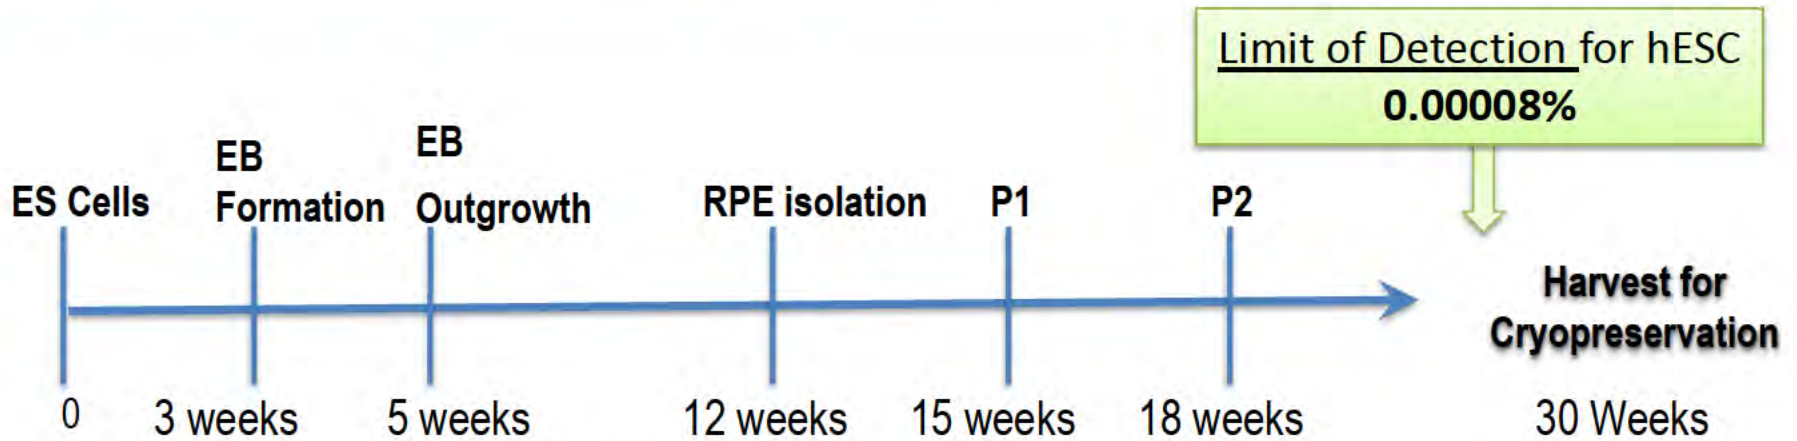 Limit of Detection for hESC
0.00008%
ES Cells
EB
Formation
EB
Outgrowth
RPE isolation
P1
P2
Harvest for
Cryopreservation
0
3 weeks
5 weeks
12 weeks
15 weeks
18 weeks
30 Weeks